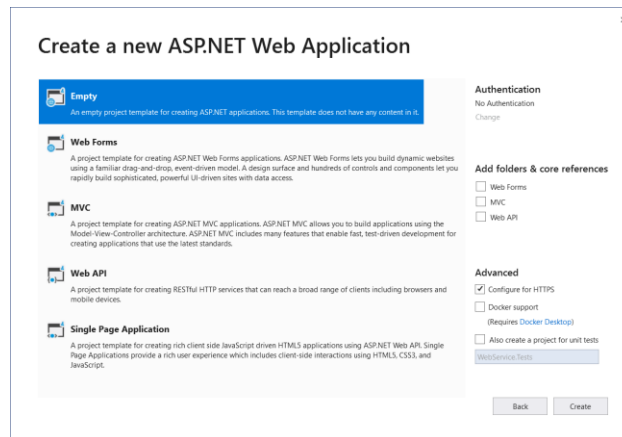 Create a new ASP.NET Web Application
Empty
An empty project template for creating ASP.NET applications. This template does not have any content in it.
Web Forms
A project template for creating ASP.NET Web Forms applications. ASP.NET Web Forms lets you build dynamic websites
using a familiar drag-and-drop, event-driven model. A design surface and hundreds of controls and components let you
rapidly build sophisticated, powerful UI-driven sites with data access.
MVC
A project template for creating ASP.NET MVC applications. ASP.NET MVC allows you to build applications using the
Model-View-Controller architecture. ASP.NET MVC includes many features that enable fast, test-driven development for
creating applications that use the latest standards.
Web API
A project template for creating RESTful HTTP services that can reach a broad range of clients including browsers and
mobile devices.
Single Page Application
A project template for creating rich client side JavaScript driven HTML5 applications using ASP.NET Web API. Single
Page Applications provide a rich user experience which includes client-side interactions using HTML5, CSS3, and
JavaScript.
Authentication
No Authentication
Change
Add folders & core references
Web Forms
MVC
Web API
Advanced
Configure for HTTPS
Docker support
(Requires Docker Desktop)
Also create a project for unit tests
WebService.Tests
Back
Create